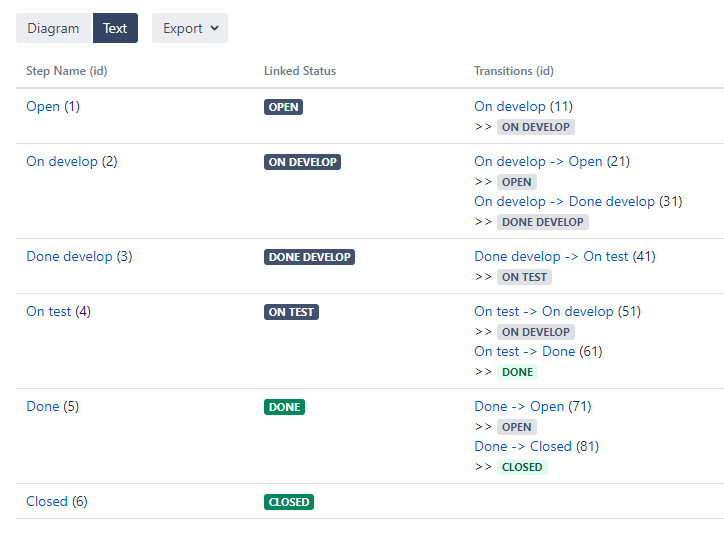 Diagram Text Export
Step Name (id) Linked Status Transitions (id)
Open (1) OPEN On develop (11)
>> ON DEVELOP
On develop (2) ON DEVELOP On develop -> Open (21)
>> OPEN
On develop -> Done develop (31)
>> DONE DEVELOP
Done develop (3) DONE DEVELOP Done develop -> On test (41)
>> ON TEST
On test (4) ON TEST On test -> On develop (51)
>> ON DEVELOP
On test -> Done (61)
>> DONE
Done (5) DONE Done -> Open (71)
>> OPEN
Done -> Closed (81)
>> CLOSED
Closed (6) CLOSED